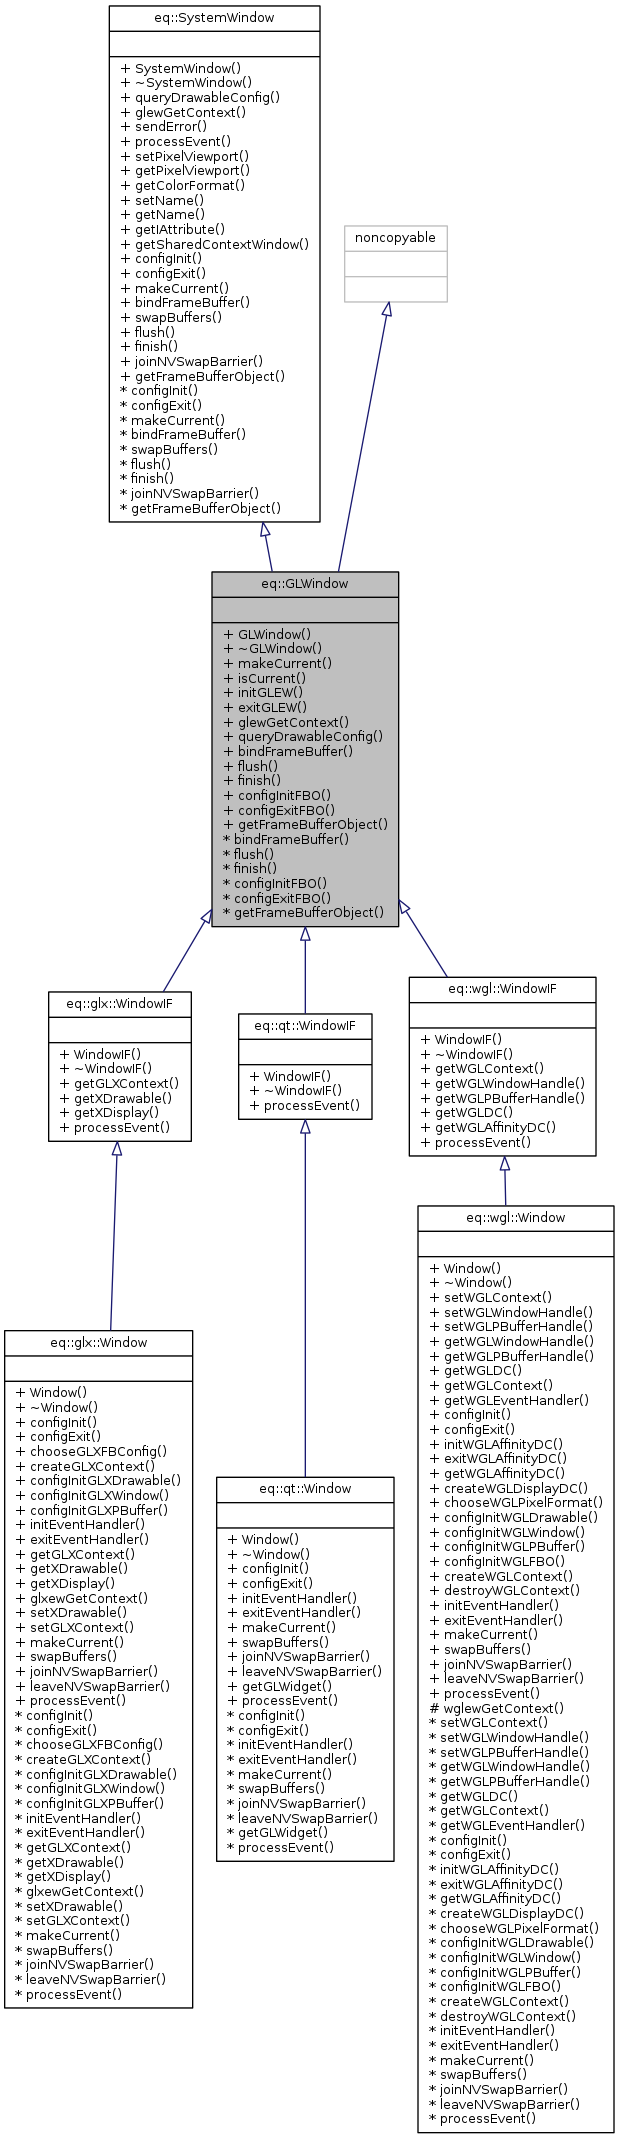 eq::SystemWindow
+ SystemWindow()
+ ~SystemWindow()
+ queryDrawableConfig()
+ glewGetContext()
+ sendError()
+ processEvent()
+ setPixelViewport()
+ getPixelViewport()
+ getColorFormat()
+ setName()
+ getName()
+ getIAttribute()
+ getSharedContextWindow()
+ configInit()
+ configExit()
+ makeCurrent()
+ bindFrameBuffer()
+ swapBuffers()
+ flush()
+ finish()
+ joinNVSwapBarrier()
+ getFrameBufferObject()
* configInit()
* configExit()
* makeCurrent()
* bindFrameBuffer()
* swapBuffers()
* flush()
* finish()
* joinNVSwapBarrier()
* getFrameBufferObject()
noncopyable
eq::GLWindow
+ GLWindow()
+ ~GLWindow()
+ makeCurrent()
+ isCurrent()
+ initGLEW()
+ exitGLEW()
+ glewGetContext()
+ queryDrawableConfig()
+ bindFrameBuffer()
+ flush()
+ finish()
+ configInitFBO()
+ configExitFBO()
+ getFrameBufferObject()
* bindFrameBuffer()
* flush()
* finish()
* configInitFBO()
* configExitFBO()
* getFrameBufferObject()
eq::glx::WindowIF
+ WindowIF()
+ ~WindowIF()
+ getGLXContext()
+ getXDrawable()
+ getXDisplay()
+ processEvent()
eq::qt::WindowIF
+ WindowIF()
+ ~WindowIF()
+ processEvent()
eq::wgl::WindowIF
+ WindowIF()
+ ~WindowIF()
+ getWGLContext()
+ getWGLWindowHandle()
+ getWGLPBufferHandle()
+ getWGLDC()
+ getWGLAffinityDC()
+ processEvent()
eq::glx::Window
+ Window()
+ ~Window()
+ configInit()
+ configExit()
+ chooseGLXFBConfig()
+ createGLXContext()
+ configInitGLXDrawable()
+ configInitGLXWindow()
+ configInitGLXPBuffer()
+ initEventHandler()
+ exitEventHandler()
+ getGLXContext()
+ getXDrawable()
+ getXDisplay()
+ glxewGetContext()
+ setXDrawable()
+ setGLXContext()
+ makeCurrent()
+ swapBuffers()
+ joinNVSwapBarrier()
+ leaveNVSwapBarrier()
+ processEvent()
* configInit()
* configExit()
* chooseGLXFBConfig()
* createGLXContext()
* configInitGLXDrawable()
* configInitGLXWindow()
* configInitGLXPBuffer()
* initEventHandler()
* exitEventHandler()
* getGLXContext()
* getXDrawable()
* getXDisplay()
* glxewGetContext()
* setXDrawable()
* setGLXContext()
* makeCurrent()
* swapBuffers()
* joinNVSwapBarrier()
* leaveNVSwapBarrier()
* processEvent()
eq::qt::Window
+ Window()
+ ~Window()
+ configInit()
+ configExit()
+ initEventHandler()
+ exitEventHandler()
+ makeCurrent()
+ swapBuffers()
+ joinNVSwapBarrier()
+ leaveNVSwapBarrier()
+ getGLWidget()
+ processEvent()
* configInit()
* configExit()
* initEventHandler()
* exitEventHandler()
* makeCurrent()
* swapBuffers()
* joinNVSwapBarrier()
* leaveNVSwapBarrier()
* getGLWidget()
* processEvent()
eq::wgl::Window
+ Window()
+ ~Window()
+ setWGLContext()
+ setWGLWindowHandle()
+ setWGLPBufferHandle()
+ getWGLWindowHandle()
+ getWGLPBufferHandle()
+ getWGLDC()
+ getWGLContext()
+ getWGLEventHandler()
+ configInit()
+ configExit()
+ initWGLAffinityDC()
+ exitWGLAffinityDC()
+ getWGLAffinityDC()
+ createWGLDisplayDC()
+ chooseWGLPixelFormat()
+ configInitWGLDrawable()
+ configInitWGLWindow()
+ configInitWGLPBuffer()
+ configInitWGLFBO()
+ createWGLContext()
+ destroyWGLContext()
+ initEventHandler()
+ exitEventHandler()
+ makeCurrent()
+ swapBuffers()
+ joinNVSwapBarrier()
+ leaveNVSwapBarrier()
+ processEvent()
# wglewGetContext()
* setWGLContext()
* setWGLWindowHandle()
* setWGLPBufferHandle()
* getWGLWindowHandle()
* getWGLPBufferHandle()
* getWGLDC()
* getWGLContext()
* getWGLEventHandler()
* configInit()
* configExit()
* initWGLAffinityDC()
* exitWGLAffinityDC()
* getWGLAffinityDC()
* createWGLDisplayDC()
* chooseWGLPixelFormat()
* configInitWGLDrawable()
* configInitWGLWindow()
* configInitWGLPBuffer()
* configInitWGLFBO()
* createWGLContext()
* destroyWGLContext()
* initEventHandler()
* exitEventHandler()
* makeCurrent()
* swapBuffers()
* joinNVSwapBarrier()
* leaveNVSwapBarrier()
* processEvent()